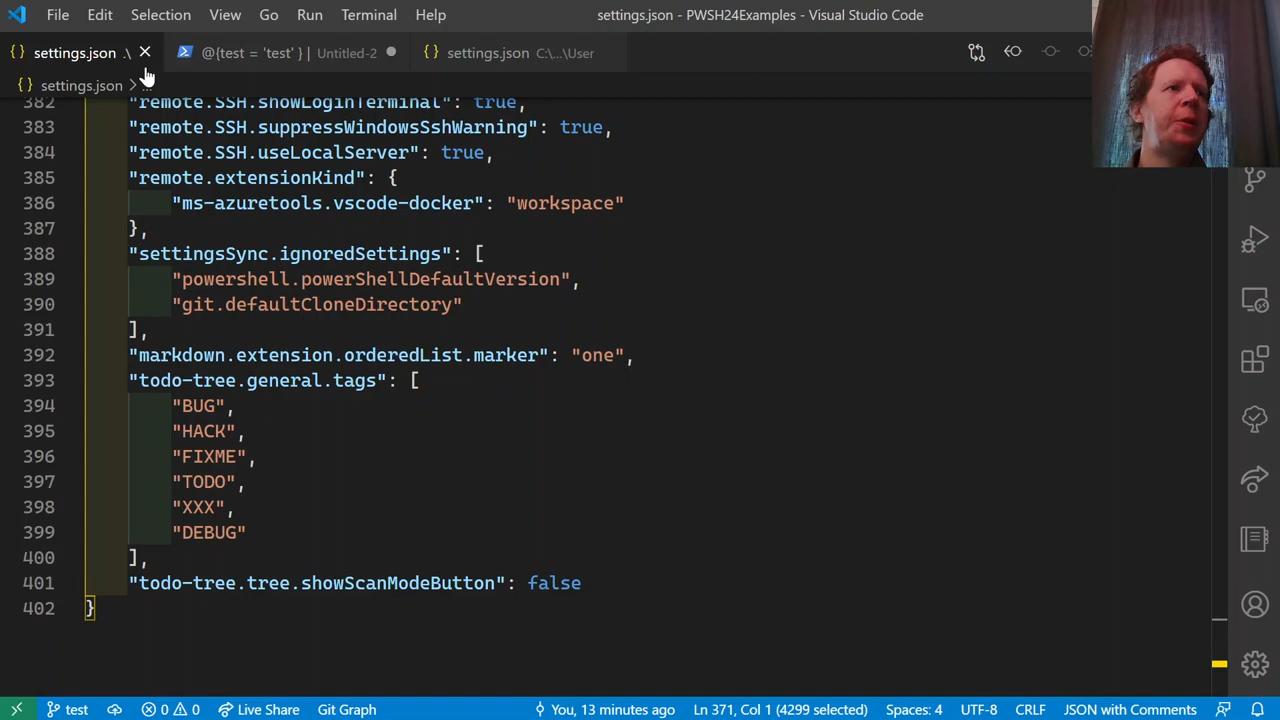 File Edit Selection View Go Run Terminal Help settings.json - PWSH24Examples - Visual Studio Code
settings.json .\ @{test = 'test' } | Untitled-2 settings.json C:\...\User
settings.json > ...
382 "remote.SSH.showLoginTerminal": true,
383 "remote.SSH.suppressWindowsSshWarning": true,
384 "remote.SSH.useLocalServer": true,
385 "remote.extensionKind": {
386 "ms-azuretools.vscode-docker": "workspace"
387 },
388 "settingsSync.ignoredSettings": [
389 "powershell.powerShellDefaultVersion",
390 "git.defaultCloneDirectory"
391 ],
392 "markdown.extension.orderedList.marker": "one",
393 "todo-tree.general.tags": [
394 "BUG",
395 "HACK",
396 "FIXME",
397 "TODO",
398 "XXX",
399 "DEBUG"
400 ],
401 "todo-tree.tree.showScanModeButton": false
402 }
test 0 0 Live Share Git Graph You, 13 minutes ago Ln 371, Col 1 (4299 selected) Spaces: 4 UTF-8 CRLF JSON with Comments